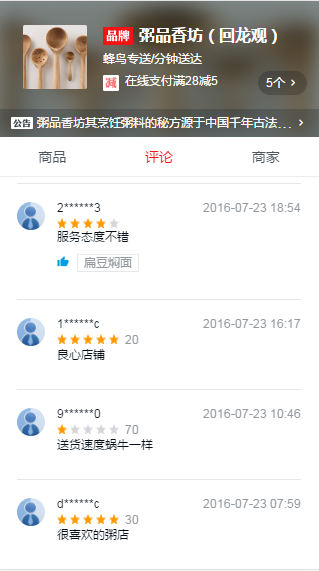 品牌 粥品香坊（回龙观）
蜂鸟专送/分钟送达
减 在线支付满28减5
5个 >
公告 粥品香坊其烹饪粥料的秘方源于中国千年古法... >
商品 评论 商家
2******3 2016-07-23 18:54
服务态度不错
扁豆焖面
1******c 2016-07-23 16:17
20
良心店铺
9******0 2016-07-23 10:46
70
送货速度蜗牛一样
d******c 2016-07-23 07:59
30
很喜欢的粥店